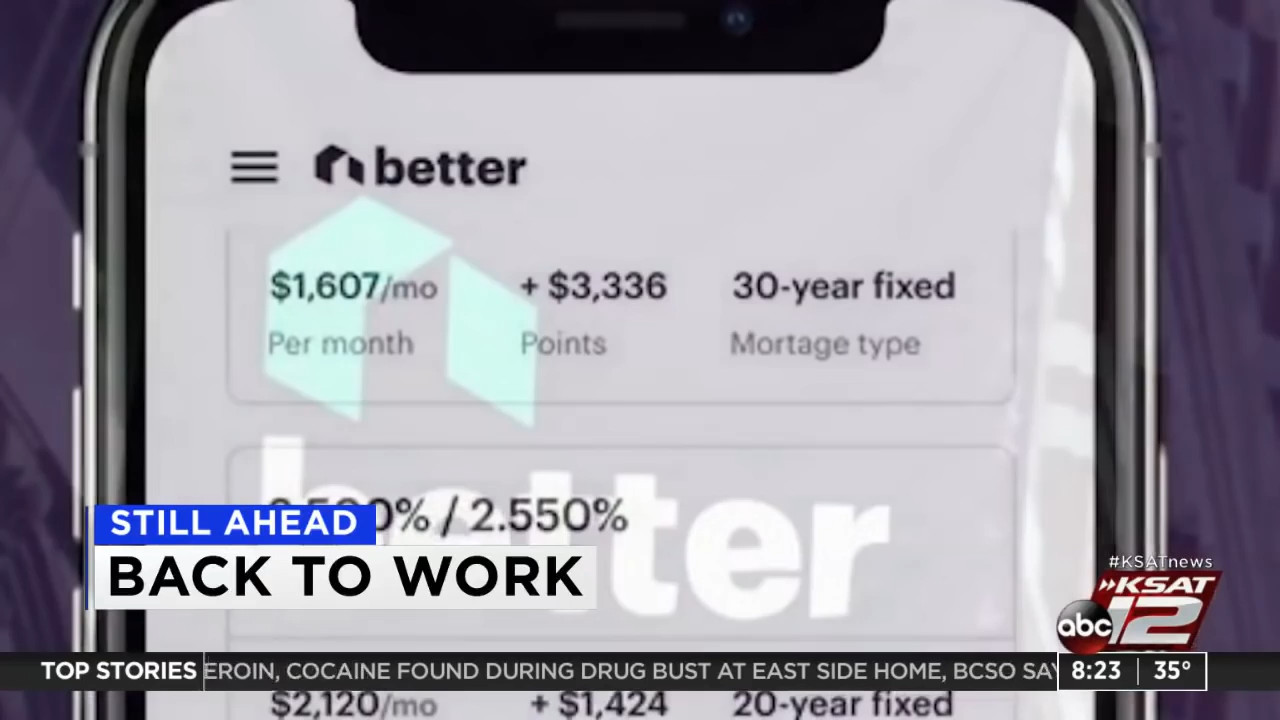 better
$1,607/mo + $3,336 30-year fixed
Per month Points Mortage type
better
/ 2.550%
STILL AHEAD
BACK TO WORK
#KSATnews
KSAT
abc 12
TOP STORIES EROIN, COCAINE FOUND DURING DRUG BUST AT EAST SIDE HOME, BCSO SAY 8:23 35°
$2,120/mo + $1,424 20-year fixed